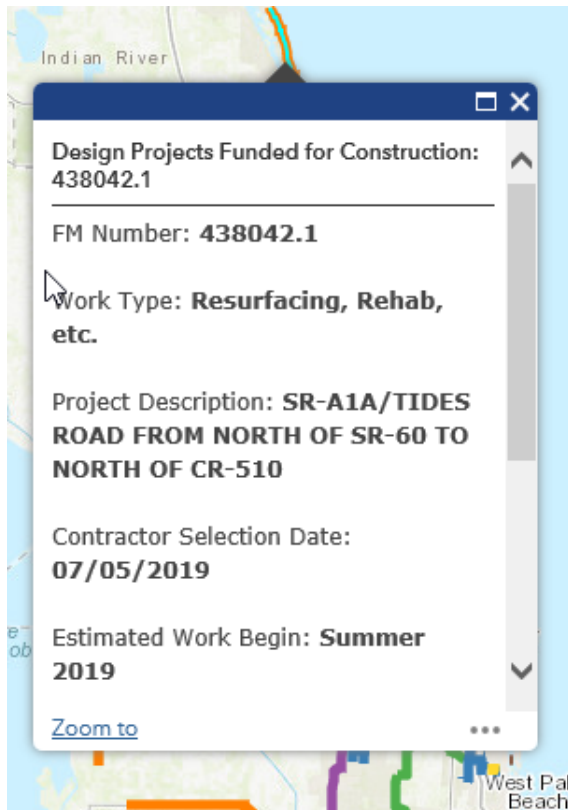 Indian River
Design Projects Funded for Construction:
438042.1
FM Number: 438042.1
Work Type: Resurfacing, Rehab,
etc.
Project Description: SR-A1A/TIDES
ROAD FROM NORTH OF SR-60 TO
NORTH OF CR-510
Contractor Selection Date:
07/05/2019
Estimated Work Begin: Summer
2019
Zoom to
West Pal
Beach